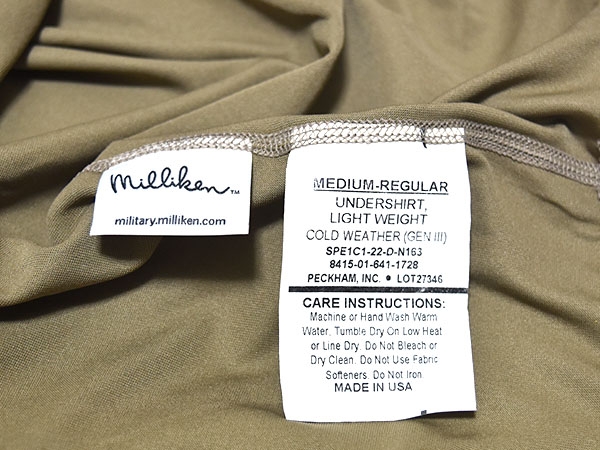 Milliken™
military.milliken.com
MEDIUM-REGULAR
UNDERSHIRT,
LIGHT WEIGHT
COLD WEATHER (GEN III)
SPE1C1-22-D-N163
8415-01-641-1728
PECKHAM, INC. • LOT27346
CARE INSTRUCTIONS:
Machine or Hand Wash Warm
Water, Tumble Dry On Low Heat
or Line Dry. Do Not Bleach or
Dry Clean. Do Not Use Fabric
Softeners. Do Not Iron
MADE IN USA